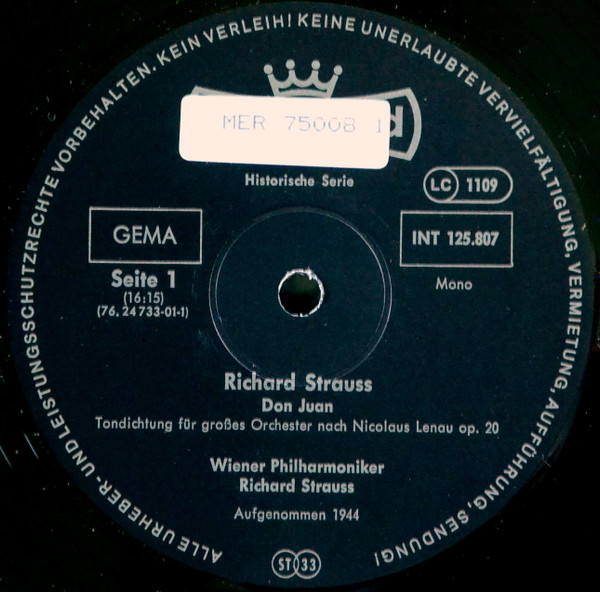 ALLE URHEBER- UND LEISTUNGSSCHUTZRECHTE VORBEHALTEN. KEIN VERLEIH! KEINE UNERLAUBTE VERVIELFÄLTIGUNG, VERMIETUNG, AUFFÜHRUNG, SENDUNG!
MER 75008 1
d
Historische Serie
LC 1109
GEMA
INT 125.807
Seite 1
Mono
(16:15)
(76.24733-01-1)
Richard Strauss
Don Juan
Tondichtung für großes Orchester nach Nicolaus Lenau op. 20
Wiener Philharmoniker
Richard Strauss
Aufgenommen 1944
ST 33